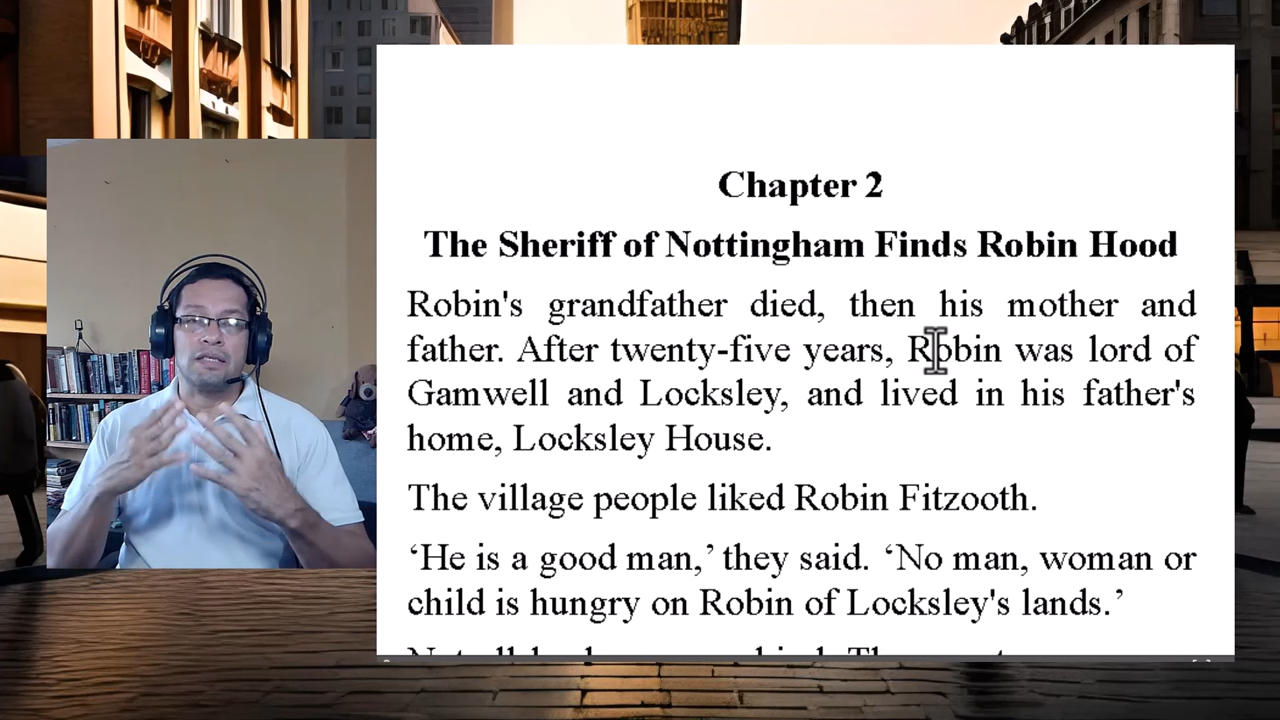 Chapter 2
The Sheriff of Nottingham Finds Robin Hood
Robin's grandfather died, then his mother and
father. After twenty-five years, Robin was lord of
Gamwell and Locksley, and lived in his father's
home, Locksley House.
The village people liked Robin Fitzooth.
‘He is a good man,’ they said. ‘No man, woman or
child is hungry on Robin of Locksley's lands.’